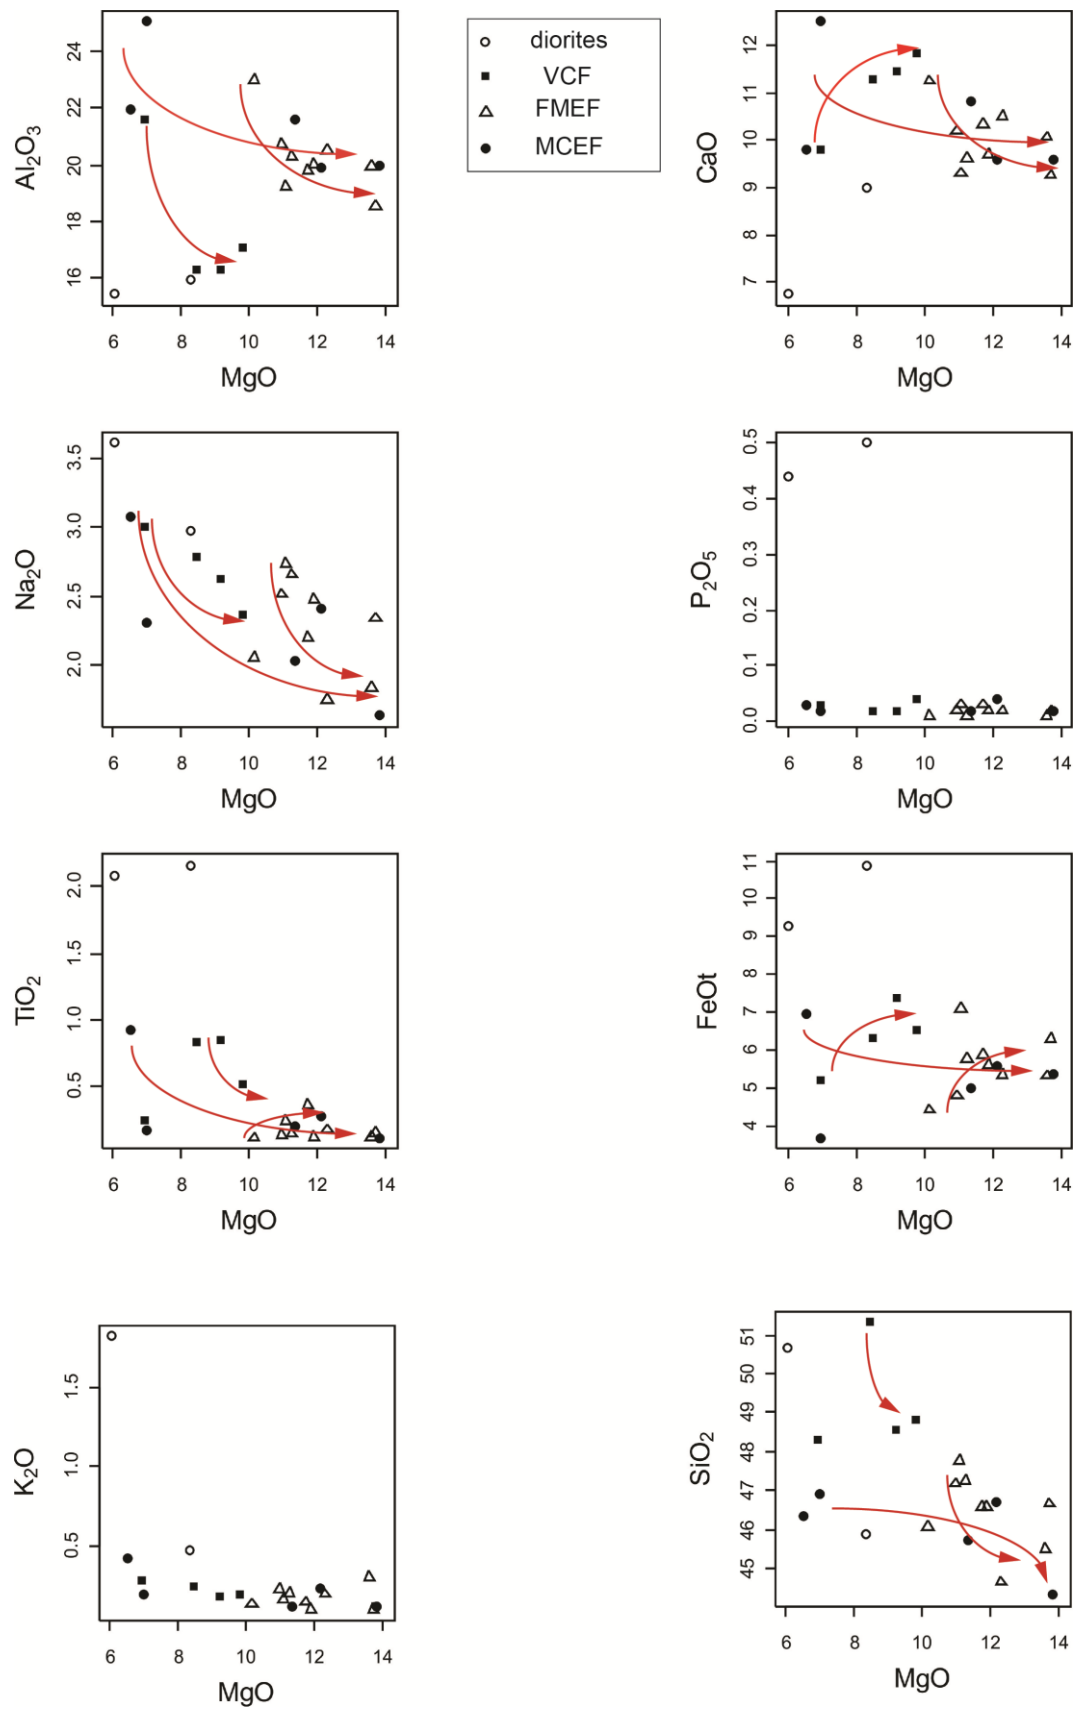 diorites
VCF
FMEF
MCEF
Al₂O₃
24
22
20
18
16
6 8 10 12 14
MgO
CaO
12
11
10
9
8
7
6 8 10 12 14
MgO
Na₂O
3.5
3.0
2.5
2.0
6 8 10 12 14
MgO
P₂O₅
0.5
0.4
0.3
0.2
0.1
0.0
6 8 10 12 14
MgO
TiO₂
2.0
1.5
1.0
0.5
6 8 10 12 14
MgO
FeOt
11
10
9
8
7
6
5
4
6 8 10 12 14
MgO
K₂O
1.5
1.0
0.5
6 8 10 12 14
MgO
SiO₂
51
50
49
48
47
46
45
6 8 10 12 14
MgO